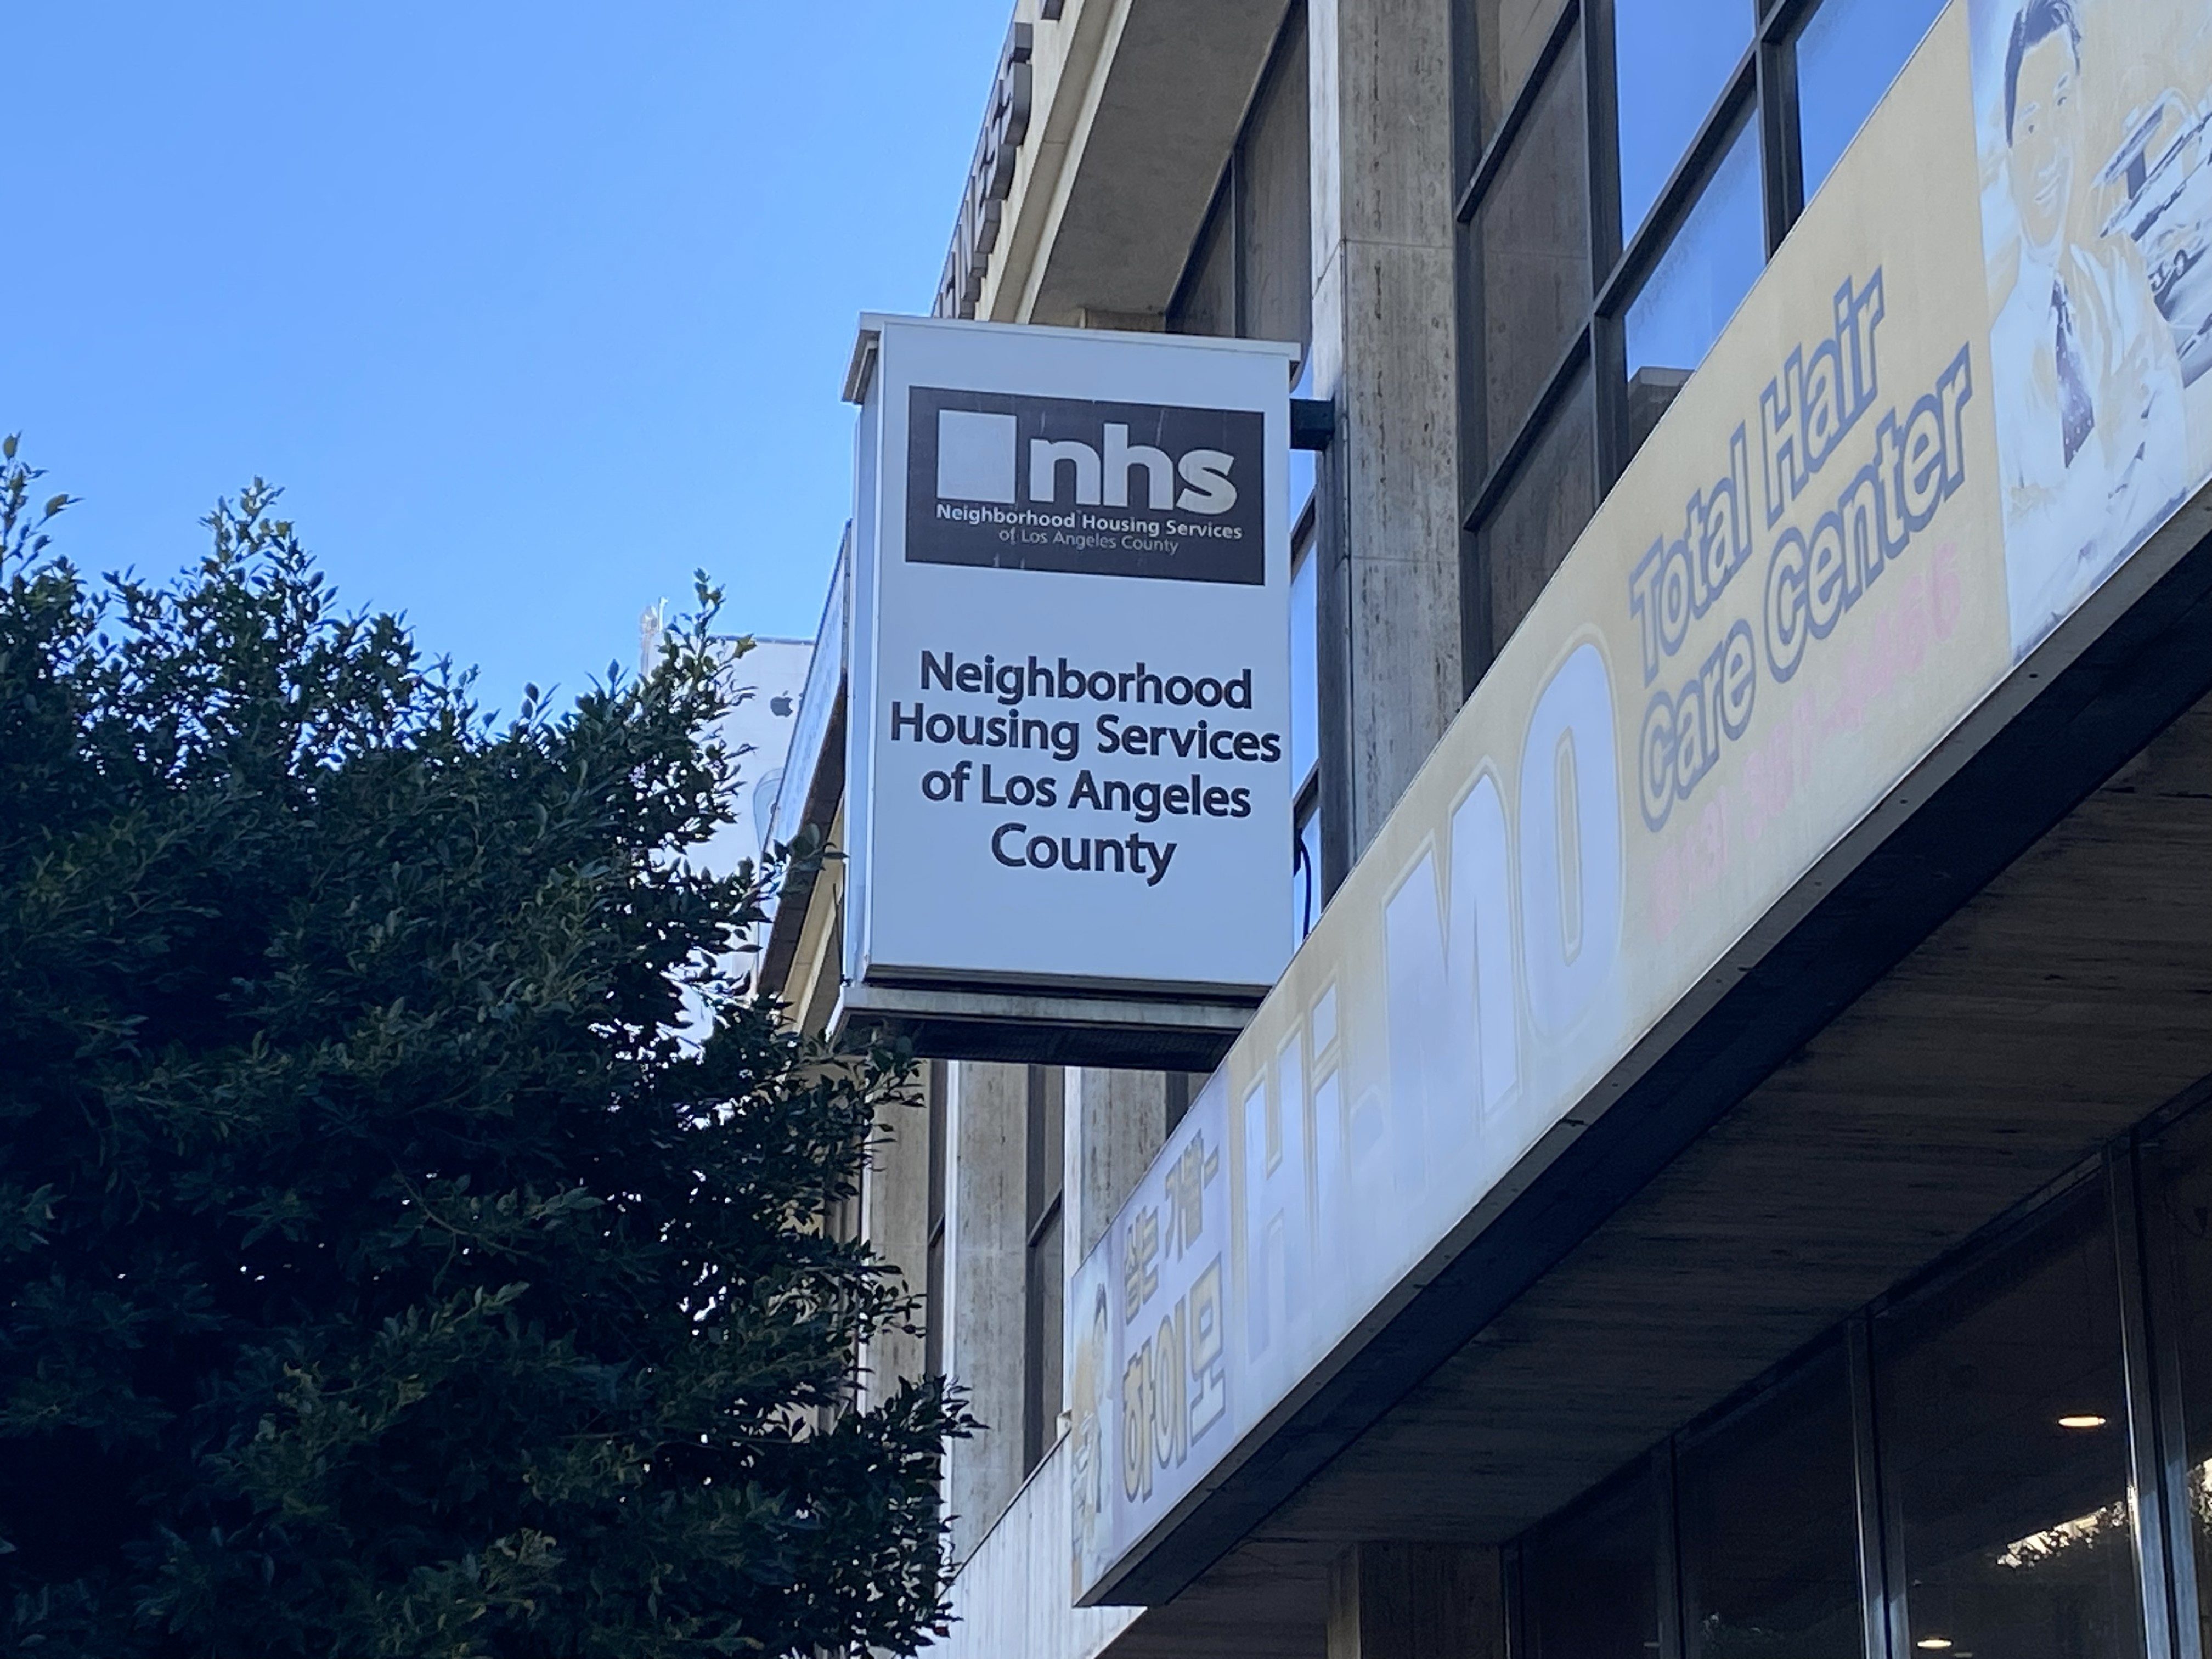 nhs
Neighborhood Housing Services
of Los Angeles County
Neighborhood
Housing Services
of Los Angeles
County
하이모
Hi-MO
Total Hair
Care Center